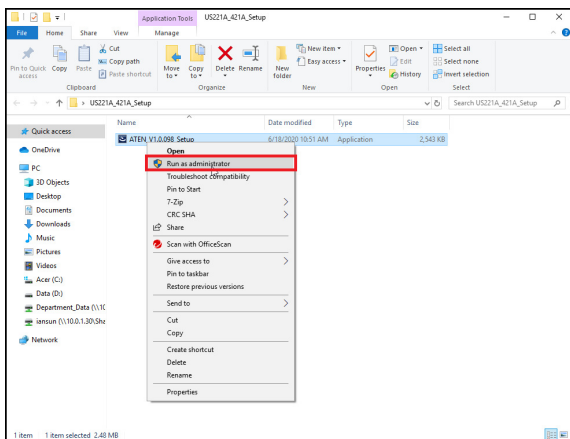 Application Tools
US221A_421A_Setup
File
Home
Share
View
Manage
Pin to Quick access
Copy
Paste
Cut
Copy path
Paste shortcut
Clipboard
Move to
Copy to
Delete
Rename
Organize
New folder
New item
Easy access
New
Properties
Open
Edit
History
Open
Select all
Select none
Invert selection
Select
US221A_421A_Setup
Search US221A_421A_Setup
Name
Date modified
Type
Size
ATEN_V1.0.098_Setup
6/18/2020 10:51 AM
Application
2,543 KB
Quick access
OneDrive
PC
3D Objects
Desktop
Documents
Downloads
Music
Pictures
Videos
Acer (C:)
Data (D:)
Department_Data (\\10
iansun (\\10.0.1.30\Sha
Network
Open
Run as administrator
Troubleshoot compatibility
Pin to Start
7-Zip
CRC SHA
Share
Scan with OfficeScan
Give access to
Pin to taskbar
Restore previous versions
Send to
Cut
Copy
Create shortcut
Delete
Rename
Properties
1 item
1 item selected 2.48 MB